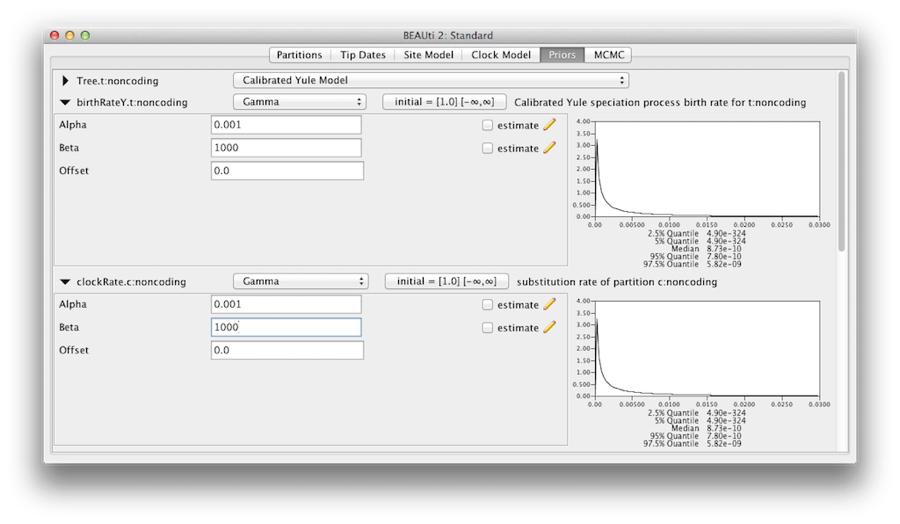 BEAUti 2: Standard
Partitions Tip Dates Site Model Clock Model Priors MCMC
Tree.t:noncoding Calibrated Yule Model
birthRateY.t:noncoding Gamma initial = [1.0] [-∞,∞] Calibrated Yule speciation process birth rate for t:noncoding
Alpha 0.001 estimate
Beta 1000 estimate
Offset 0.0
4.00
3.50
3.00
2.50
2.00
1.50
1.00
0.500
0.00
0.00 0.00500 0.0100 0.0150 0.0200 0.0250 0.0300
2.5% Quantile 4.90e-324
5% Quantile 4.90e-324
Median 8.73e-10
95% Quantile 7.80e-10
97.5% Quantile 5.82e-09
clockRate.c:noncoding Gamma initial = [1.0] [-∞,∞] substitution rate of partition c:noncoding
Alpha 0.001 estimate
Beta 1000 estimate
Offset 0.0
4.00
3.50
3.00
2.50
2.00
1.50
1.00
0.500
0.00
0.00 0.00500 0.0100 0.0150 0.0200 0.0250 0.0300
2.5% Quantile 4.90e-324
5% Quantile 4.90e-324
Median 8.73e-10
95% Quantile 7.80e-10
97.5% Quantile 5.82e-09